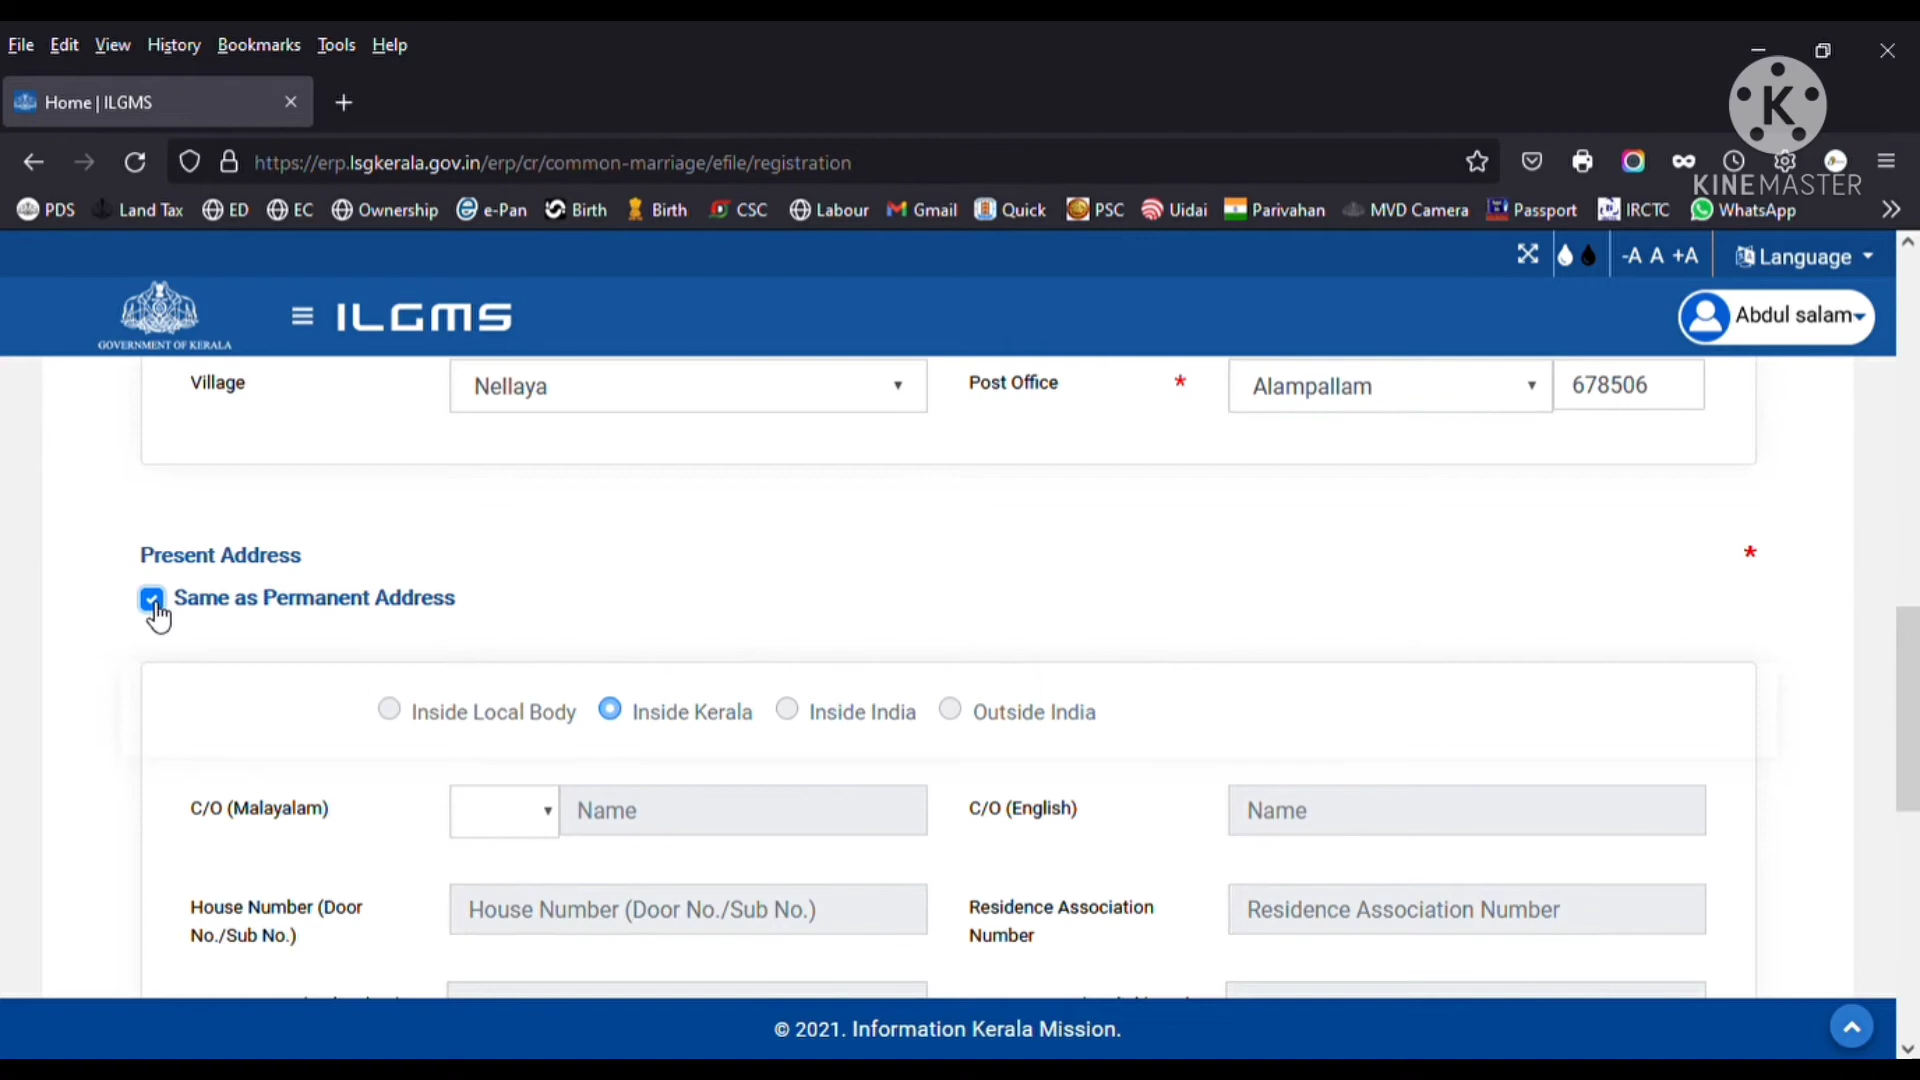 File Edit View History Bookmarks Tools Help
Home | ILGMS
https://erp.lsgkerala.gov.in/erp/cr/common-marriage/efile/registration
K
KINEMASTER
PDS Land Tax ED EC Ownership e-Pan Birth Birth CSC Labour Gmail Quick PSC Uidai Parivahan MVD Camera Passport IRCTC WhatsApp
-A A +A Language
GOVERNMENT OF KERALA
ILGMS
Abdul salam
Village Nellaya Post Office * Alampallam 678506
Present Address *
Same as Permanent Address
Inside Local Body Inside Kerala Inside India Outside India
C/O (Malayalam) Name C/O (English) Name
House Number (Door No./Sub No.) House Number (Door No./Sub No.) Residence Association Number Residence Association Number
© 2021. Information Kerala Mission.